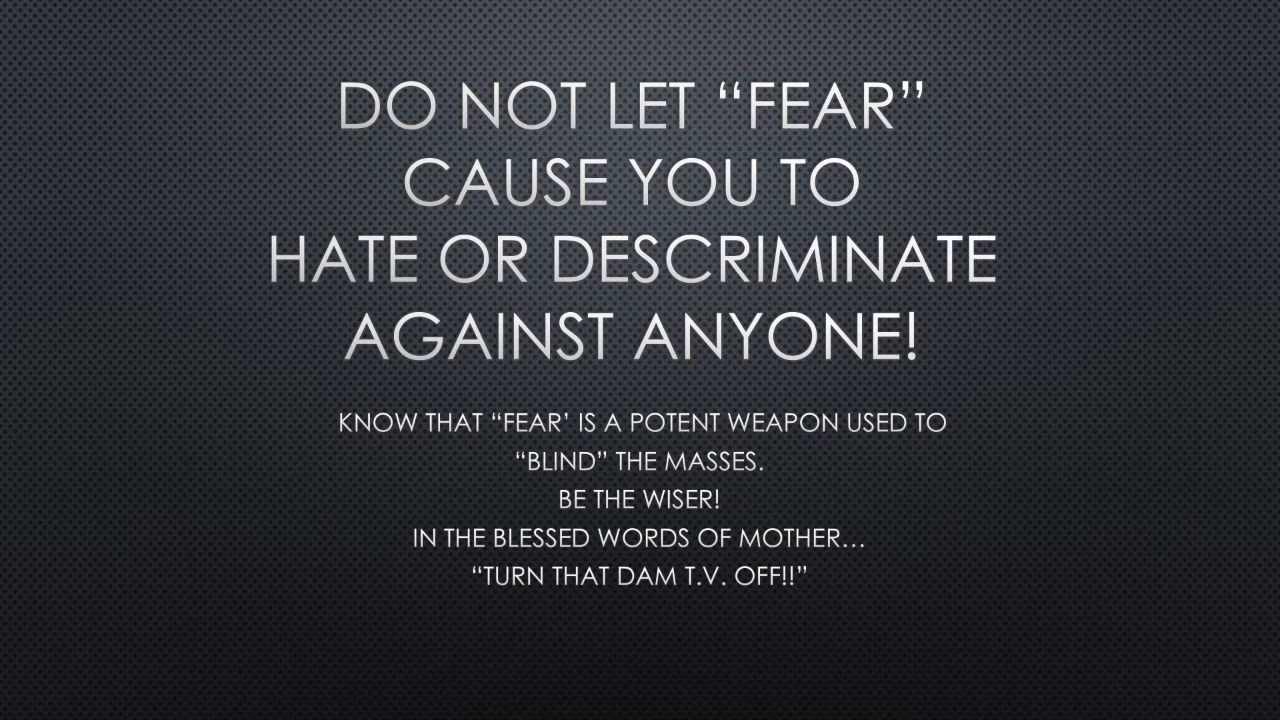 DO NOT LET “FEAR”
CAUSE YOU TO
HATE OR DESCRIMINATE
AGAINST ANYONE!
KNOW THAT “FEAR’ IS A POTENT WEAPON USED TO
“BLIND” THE MASSES.
BE THE WISER!
IN THE BLESSED WORDS OF MOTHER…
“TURN THAT DAM T.V. OFF!!”